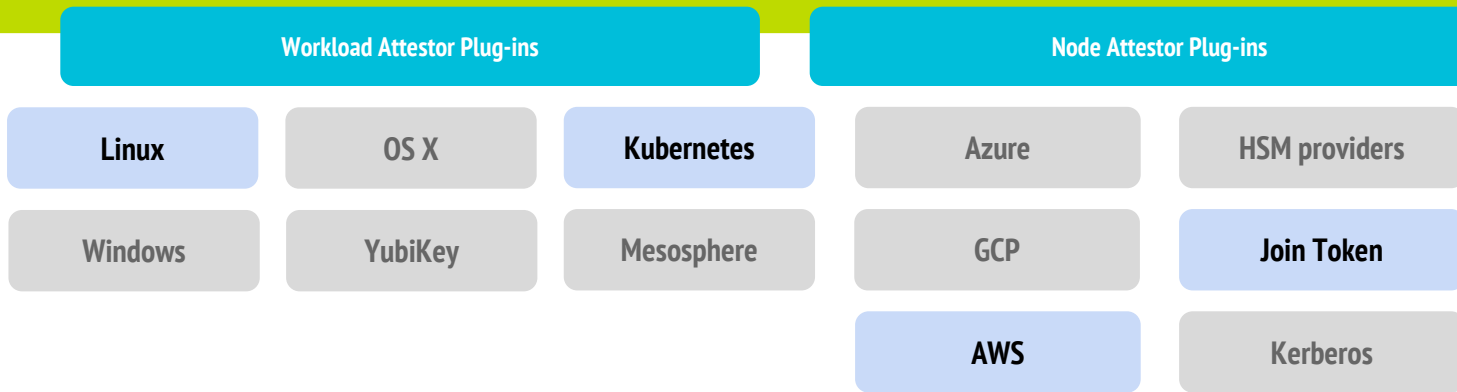 Workload Attestor Plug-ins
Node Attestor Plug-ins
Linux
OS X
Kubernetes
Azure
HSM providers
Windows
YubiKey
Mesosphere
GCP
Join Token
AWS
Kerberos